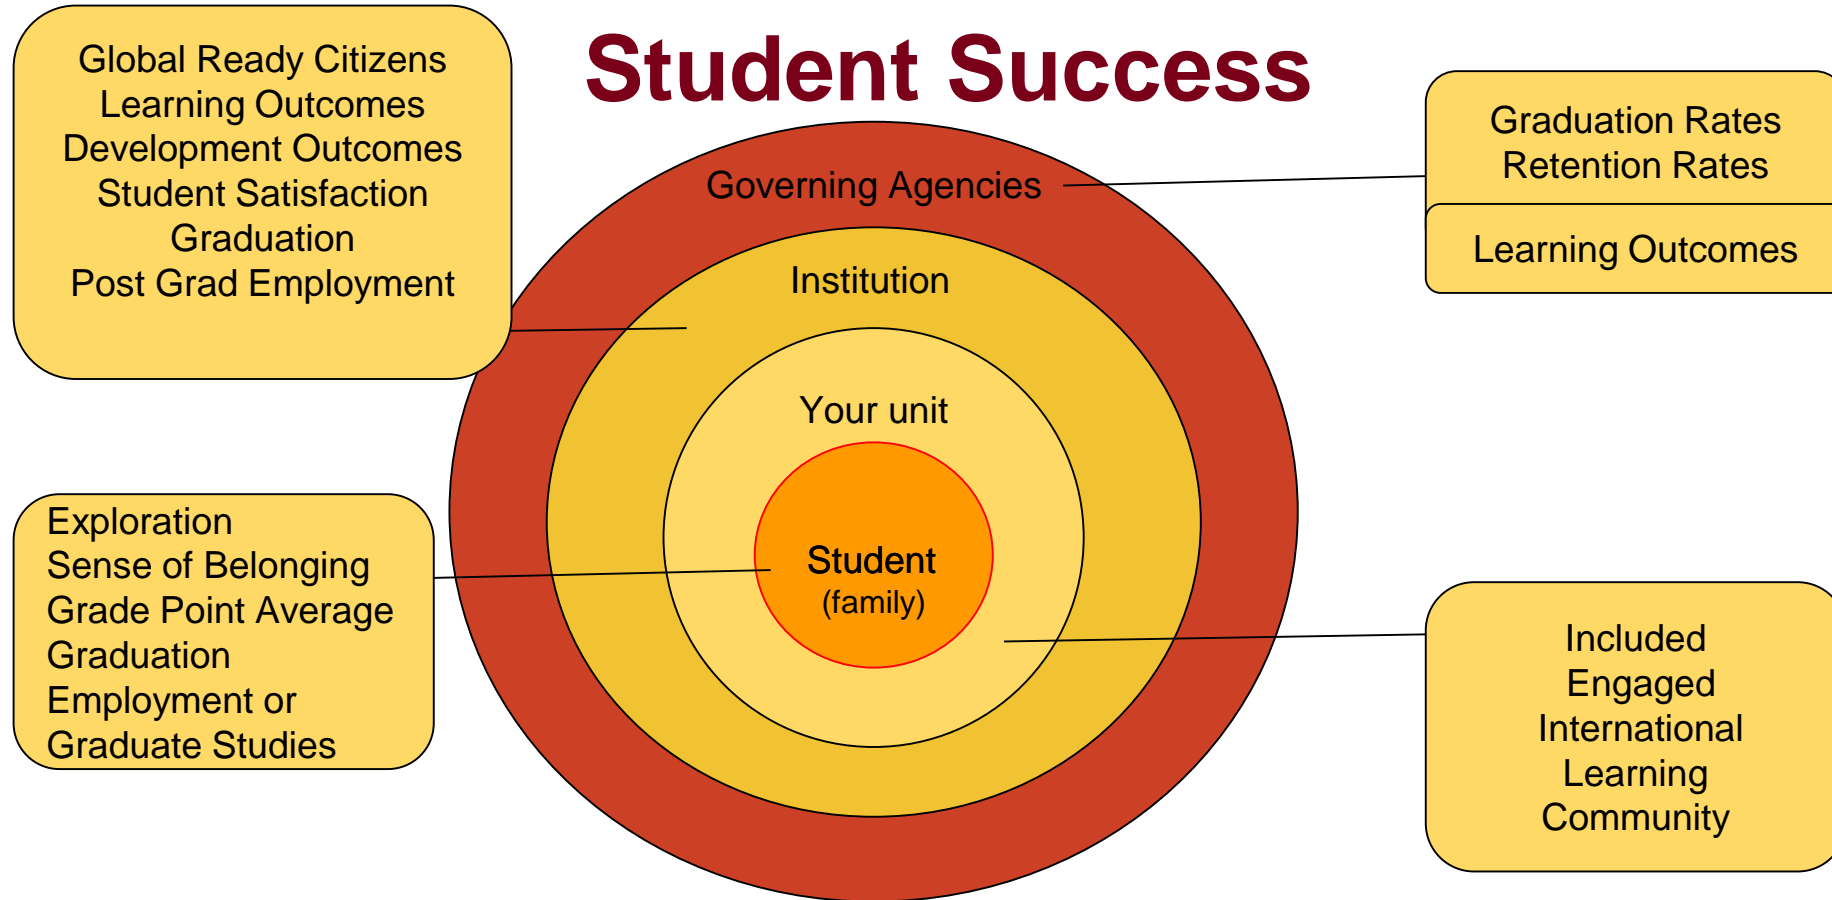 Student Success
Global Ready Citizens
Learning Outcomes
Development Outcomes
Student Satisfaction
Graduation
Post Grad Employment
Graduation Rates
Retention Rates
Learning Outcomes
Governing Agencies
Institution
Your unit
Student
(family)
Exploration
Sense of Belonging
Grade Point Average
Graduation
Employment or
Graduate Studies
Included
Engaged
International
Learning
Community